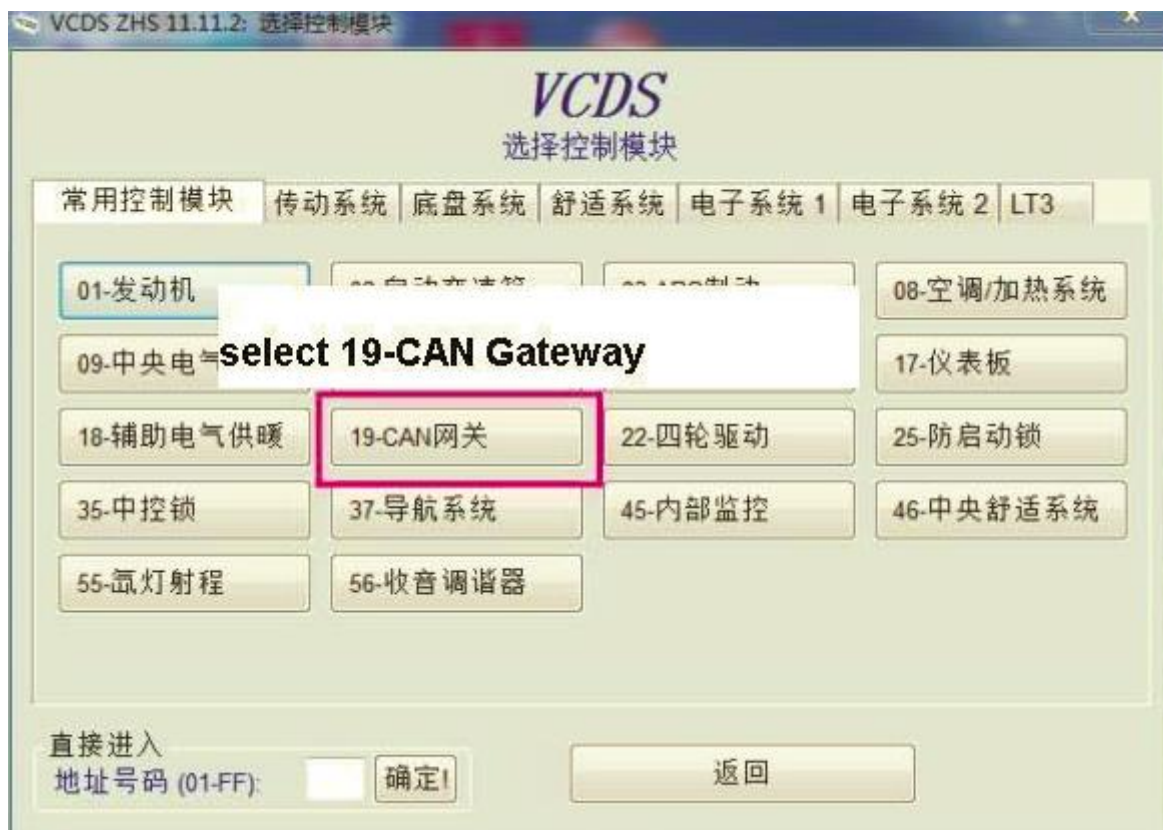 VCDS ZHS 11.11.2: 选择控制模块
VCDS
选择控制模块
常用控制模块 传动系统 底盘系统 舒适系统 电子系统 1 电子系统 2 LT3
01-发动机 08-空调/加热系统
select 19-CAN Gateway
09-中央电气 17-仪表板
18-辅助电气供暖 19-CAN网关 22-四轮驱动 25-防启动锁
35-中控锁 37-导航系统 45-内部监控 46-中央舒适系统
55-氙灯射程 56-收音调谐器
直接进入
地址号码 (01-FF): 确定! 返回